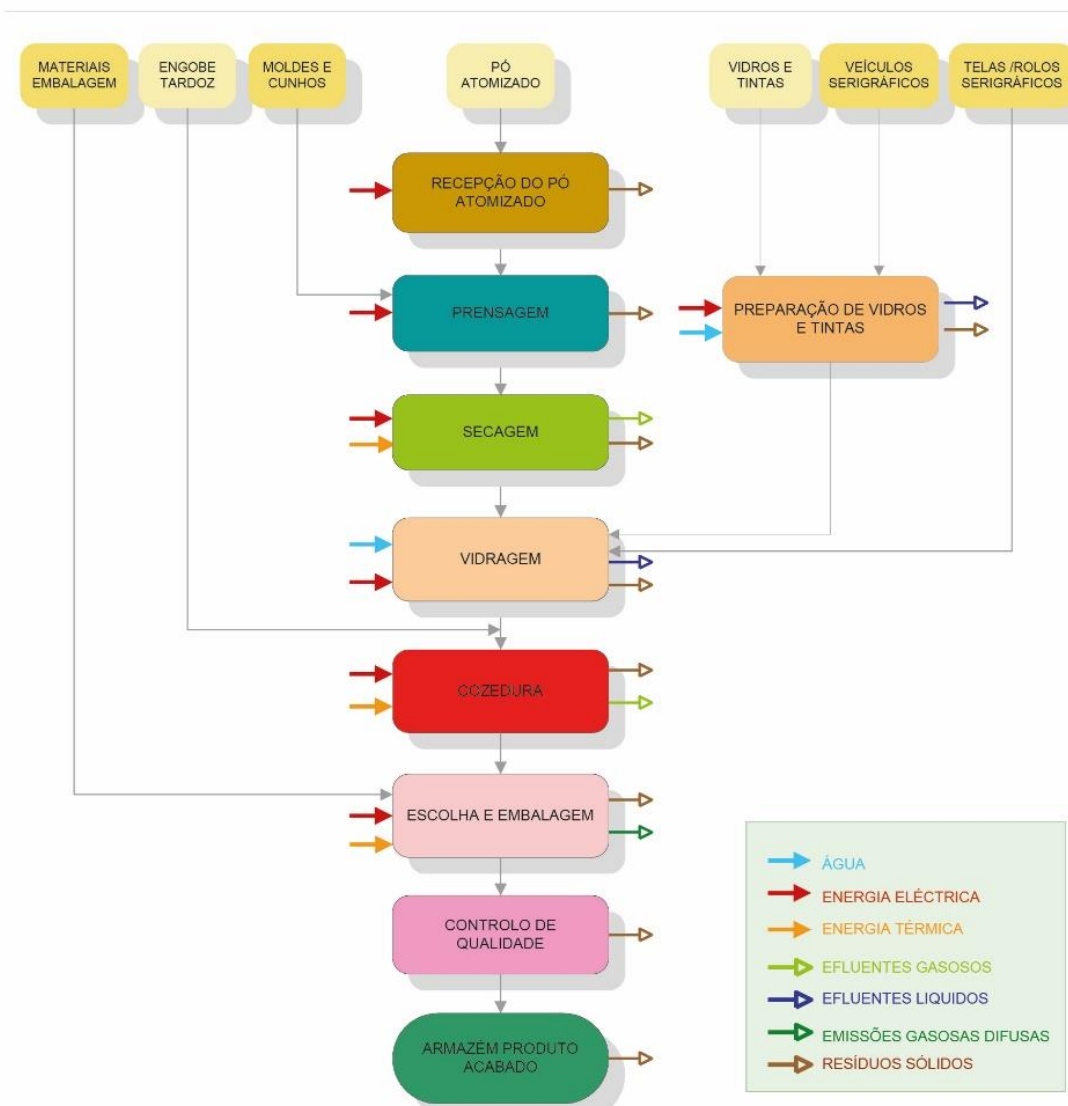 MATERIAIS
EMBALAGEM
ENGOBE
TARDOZ
MOLDES E
CUNHOS
PÓ
ATOMIZADO
VIDROS E
TINTAS
VEÍCULOS
SERIGRÁFICOS
TELAS /ROLOS
SERIGRÁFICOS
RECEPÇÃO DO PÓ
ATOMIZADO
PRENSAGEM
PREPARAÇÃO DE VIDROS
E TINTAS
SECAGEM
VIDRAGEM
COZEDURA
ESCOLHA E EMBALAGEM
CONTROLO DE
QUALIDADE
ARMAZÉM PRODUTO
ACABADO
ÁGUA
ENERGIA ELÉCTRICA
ENERGIA TÉRMICA
EFLUENTES GASOSOS
EFLUENTES LIQUIDOS
EMISSÕES GASOSAS DIFUSAS
RESÍDUOS SÓLIDOS